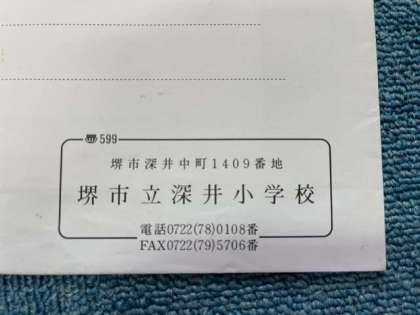 〠599
堺市深井中町1409番地
堺市立深井小学校
電話0722(78)0108番
FAX0722(79)5706番